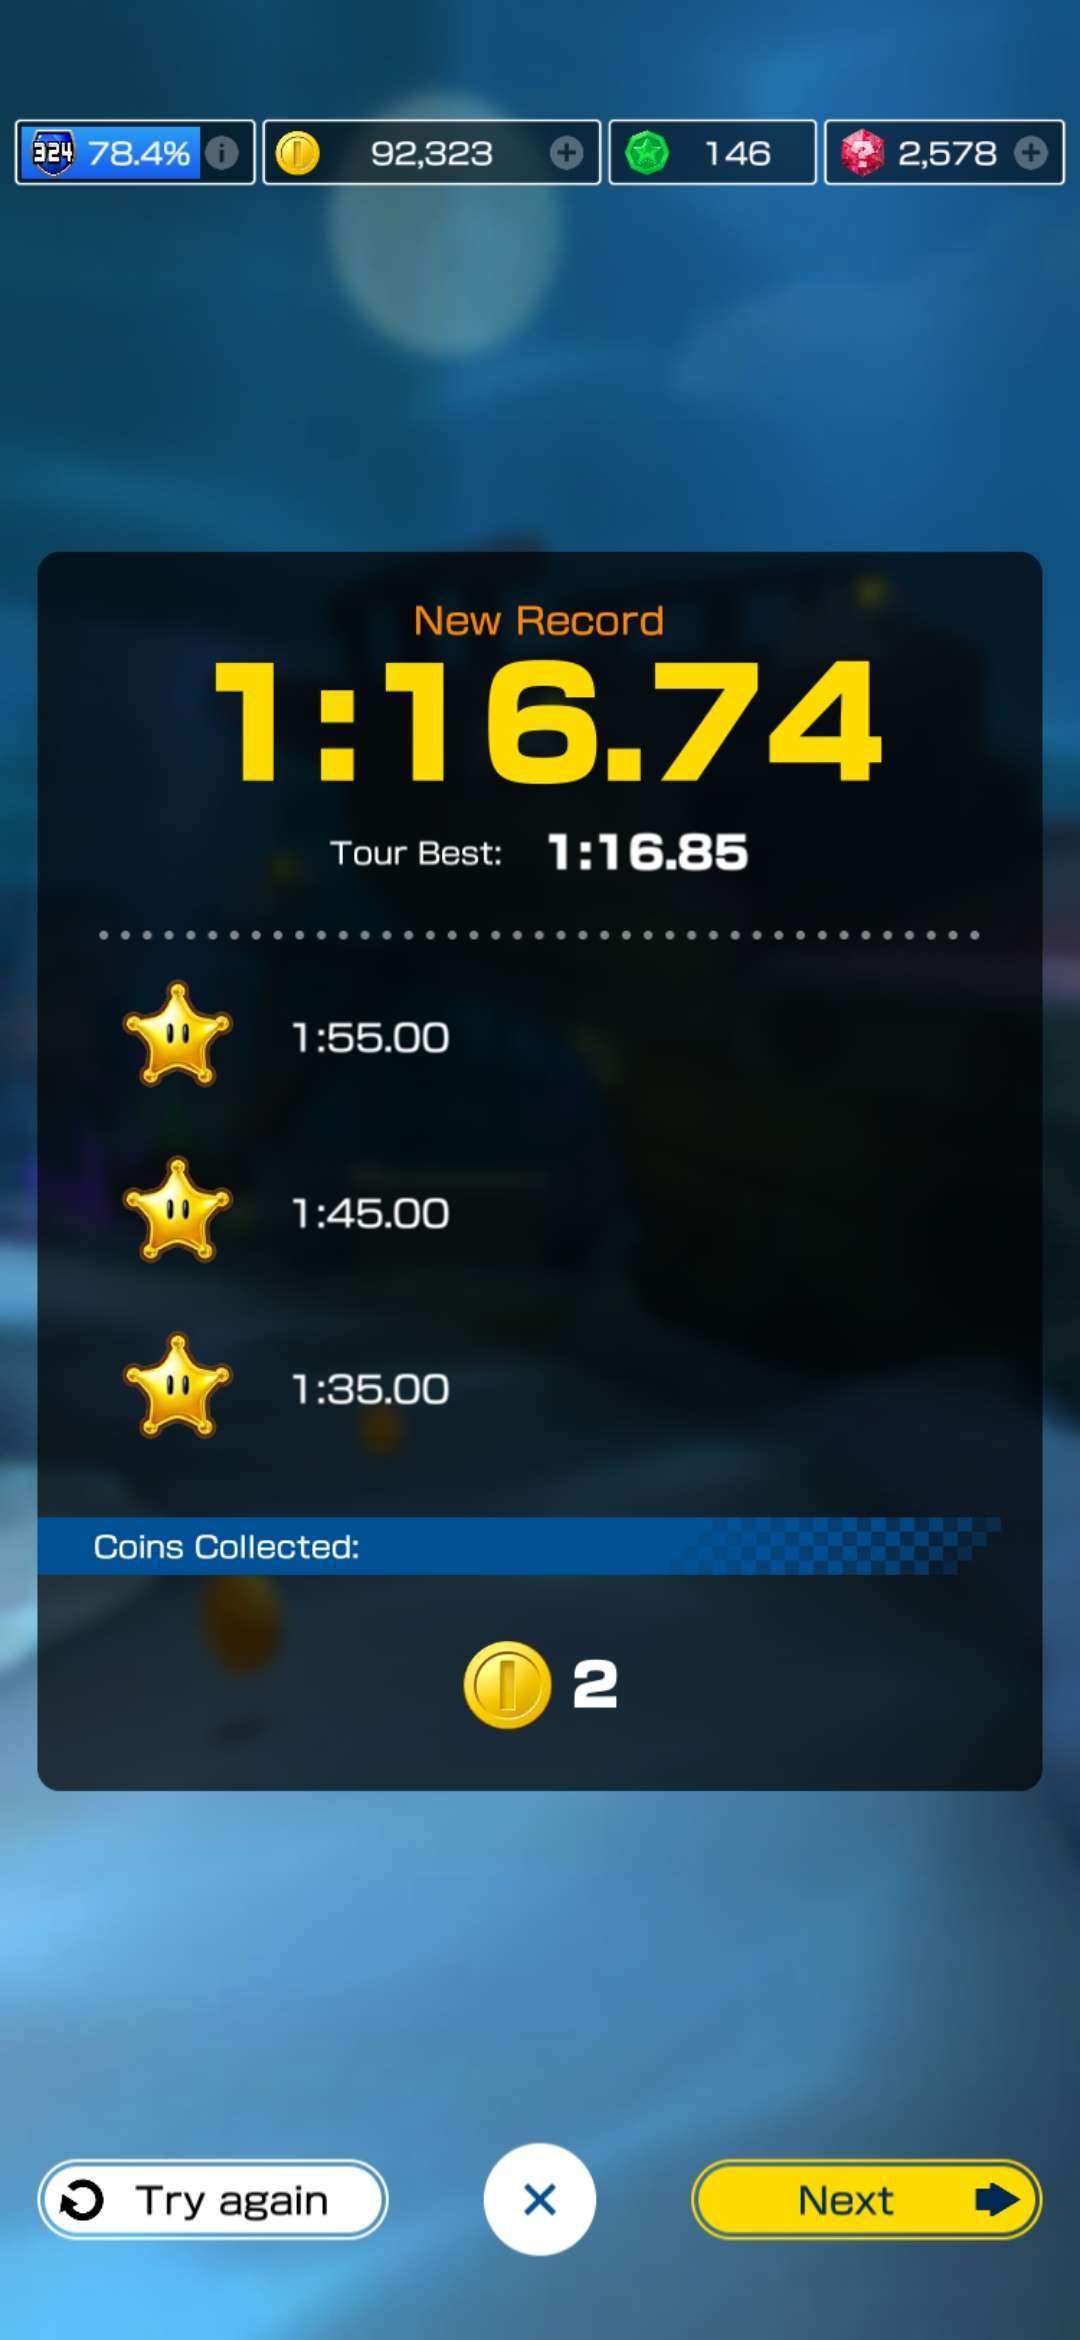 324 78.4% i 92,323 + 146 ? 2,578 +
New Record
1:16.74
Tour Best: 1:16.85
1:55.00
1:45.00
1:35.00
Coins Collected:
2
Try again × Next